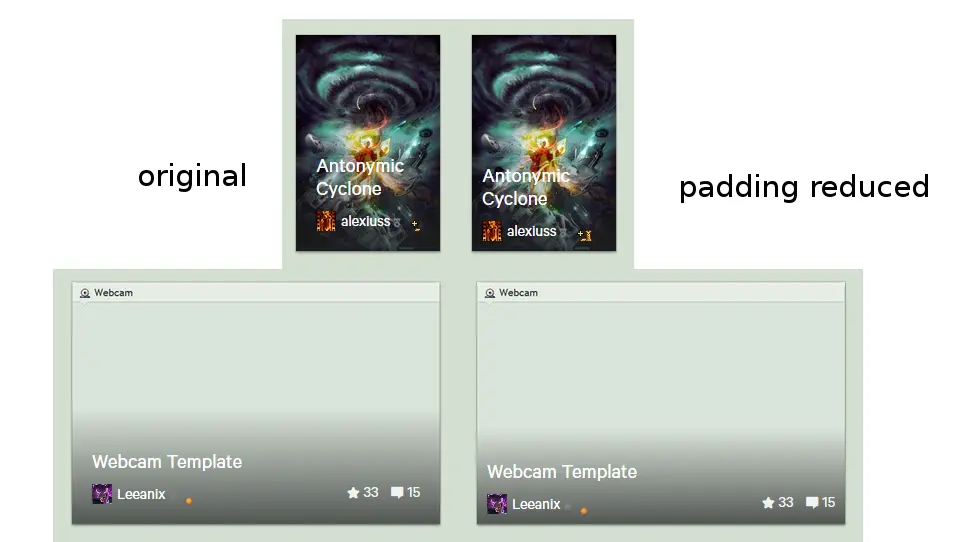 original
Antonymic
Cyclone
alexiuss
Antonymic
Cyclone
alexiuss
padding reduced
Webcam
Webcam Template
Leeanix
33
15
Webcam
Webcam Template
Leeanix
33
15